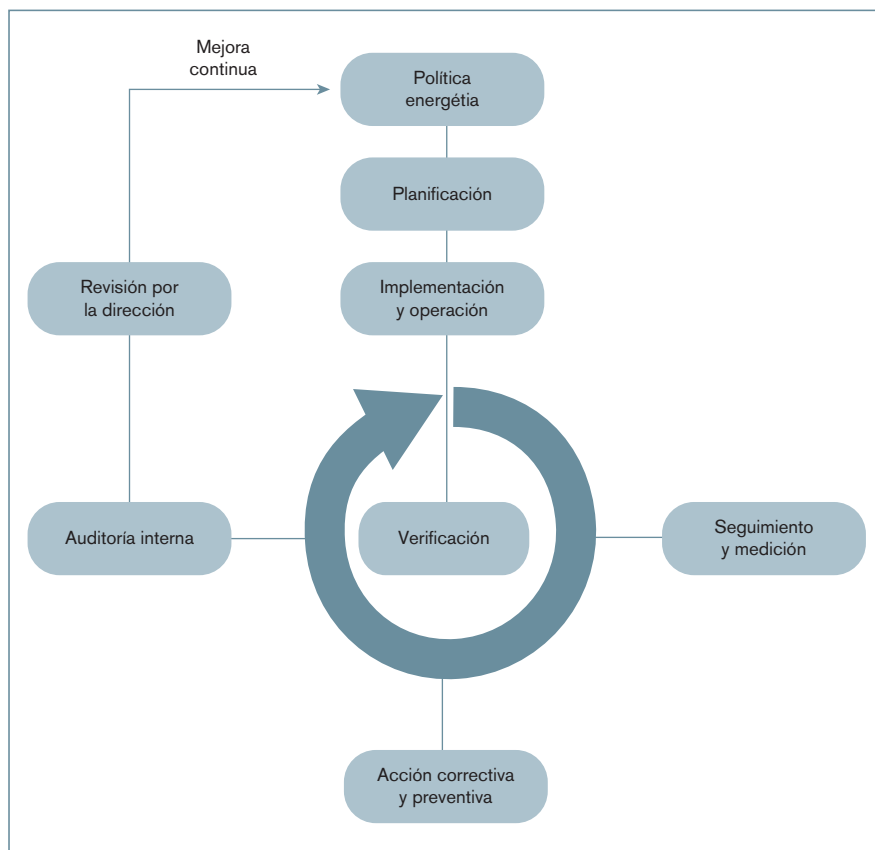 Mejora
continua
Política
energétia
Planificación
Revisión por
la dirección
Implementación
y operación
Auditoría interna
Verificación
Seguimiento
y medición
Acción correctiva
y preventiva